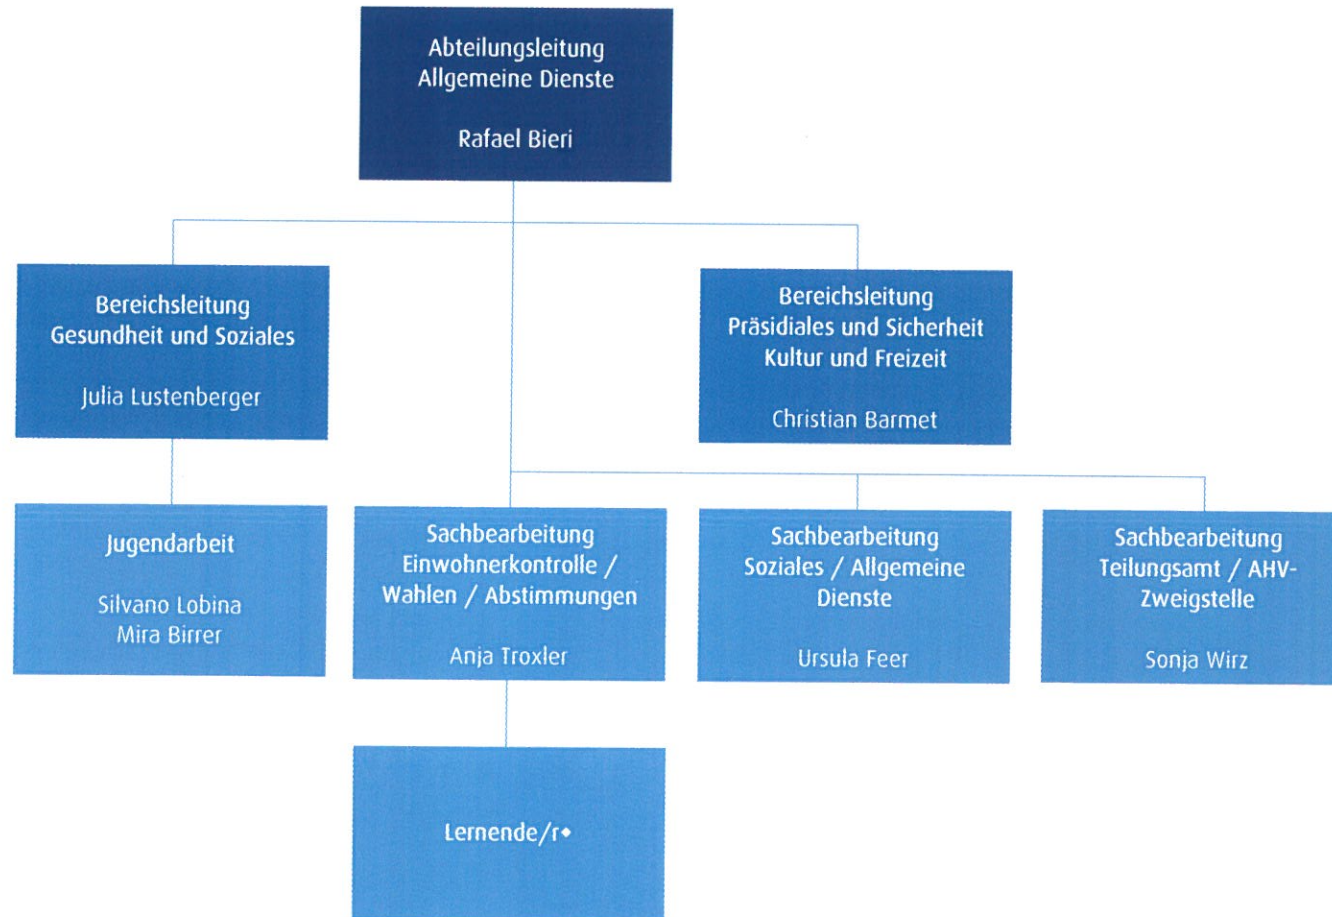 Abteilungsleitung
Allgemeine Dienste
Rafael Bieri
Bereichsleitung
Gesundheit und Soziales
Julia Lustenberger
Bereichsleitung
Präsidiales und Sicherheit
Kultur und Freizeit
Christian Barmet
Jugendarbeit
Silvano Lobina
Mira Birrer
Sachbearbeitung
Einwohnerkontrolle /
Wahlen / Abstimmungen
Anja Troxler
Sachbearbeitung
Soziales / Allgemeine
Dienste
Ursula Feer
Sachbearbeitung
Teilungsamt / AHV-
Zweigstelle
Sonja Wirz
Lernende/r◆